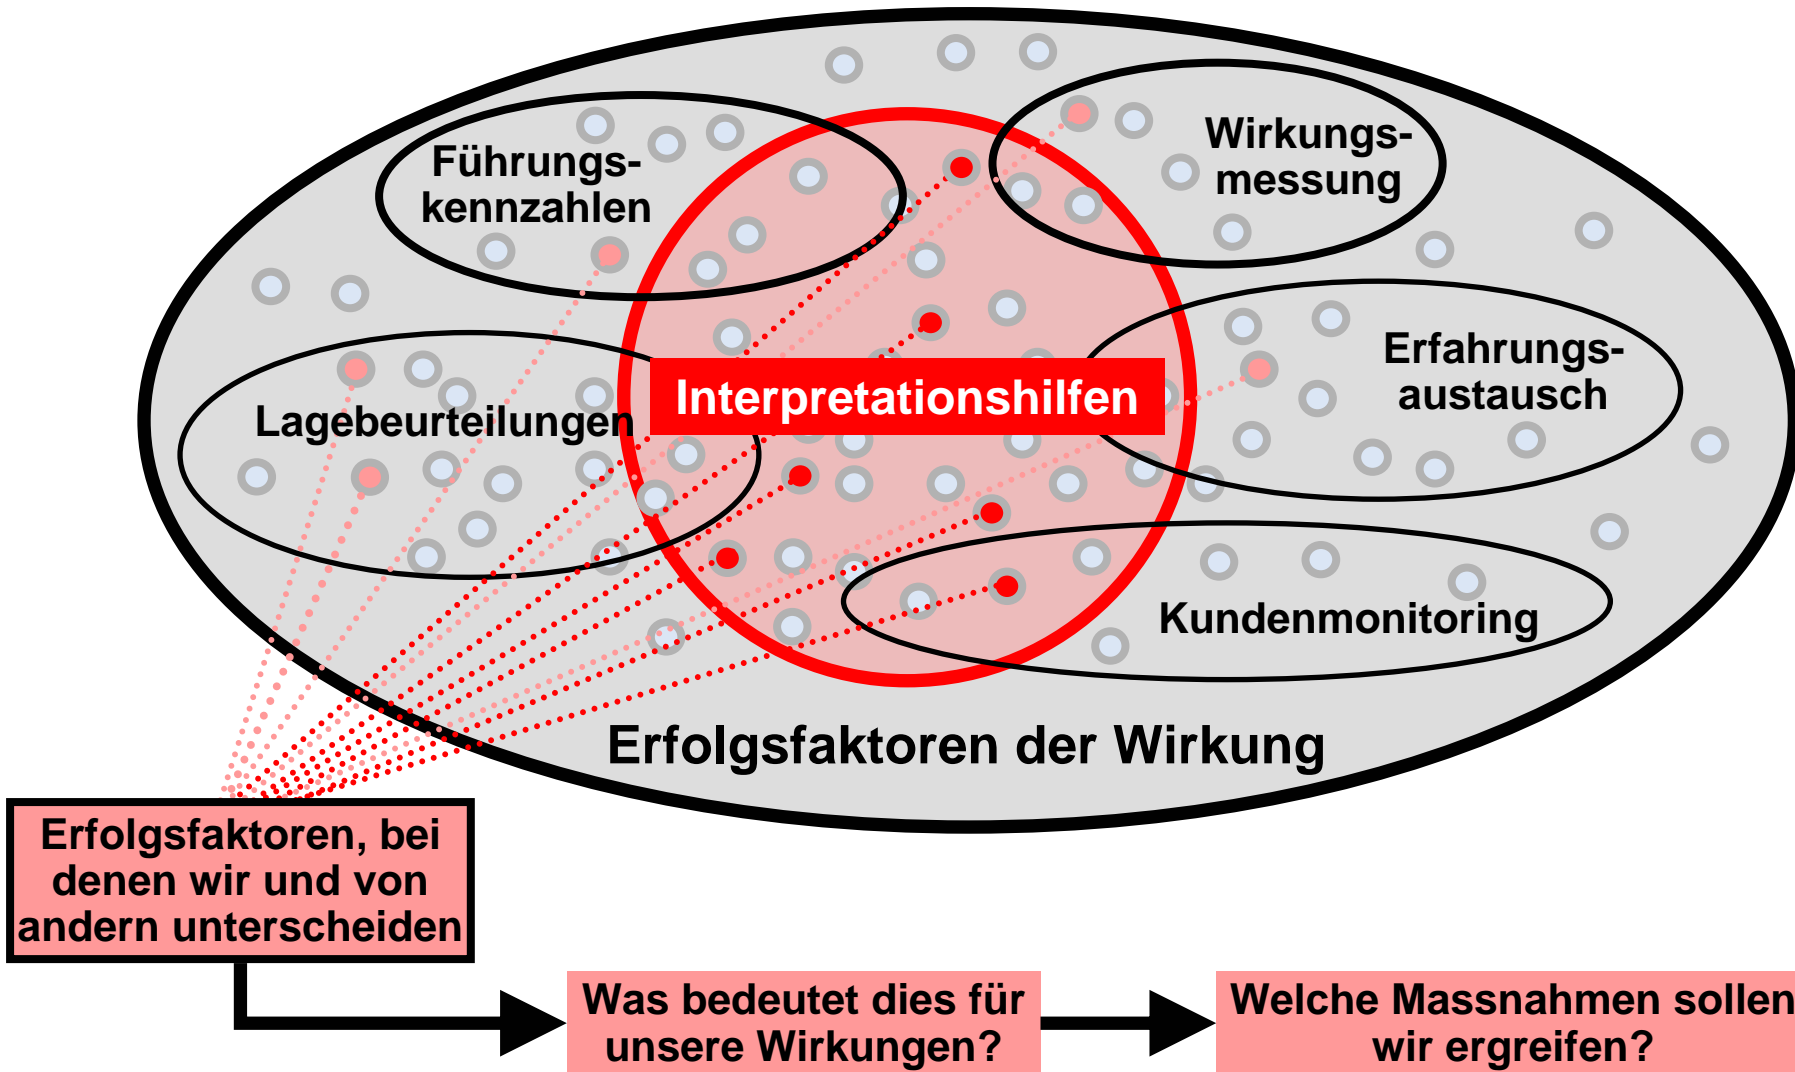 Führungs-
kennzahlen
Wirkungs-
messung
Lagebeurteilungen
Interpretationshilfen
Erfahrungs-
austausch
Kundenmonitoring
Erfolgsfaktoren der Wirkung
Erfolgsfaktoren, bei
denen wir und von
andern unterscheiden
Was bedeutet dies für
unsere Wirkungen?
Welche Massnahmen sollen
wir ergreifen?